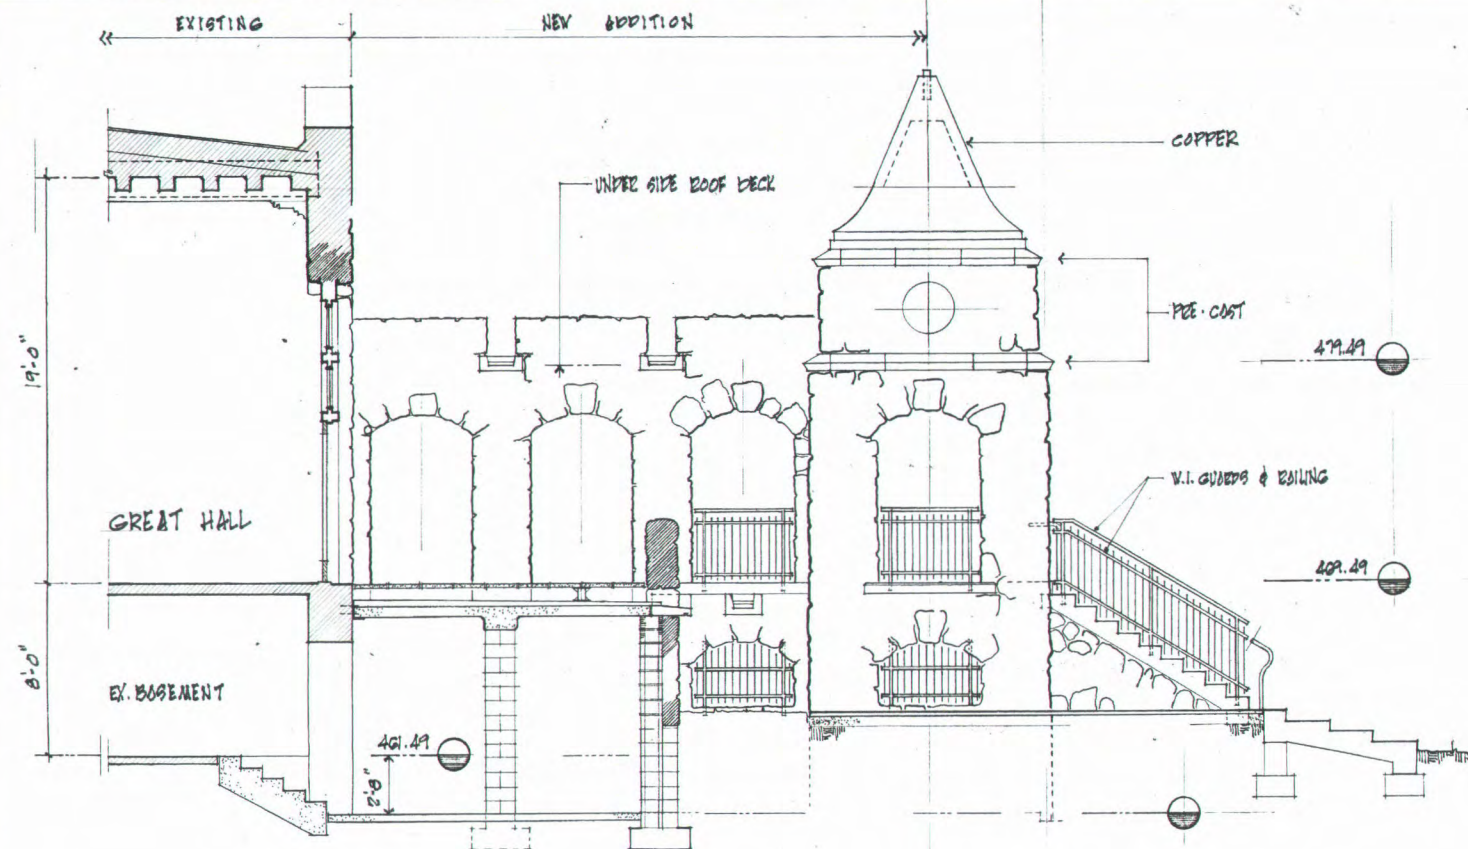 EXISTING
NEW ADDITION
COPPER
UNDER SIDE ROOF DECK
PRE-CAST
479.49
19'-0"
W.I. GUARDS & RAILING
GREAT HALL
469.49
8'-0"
EX. BASEMENT
461.49
2'-8"